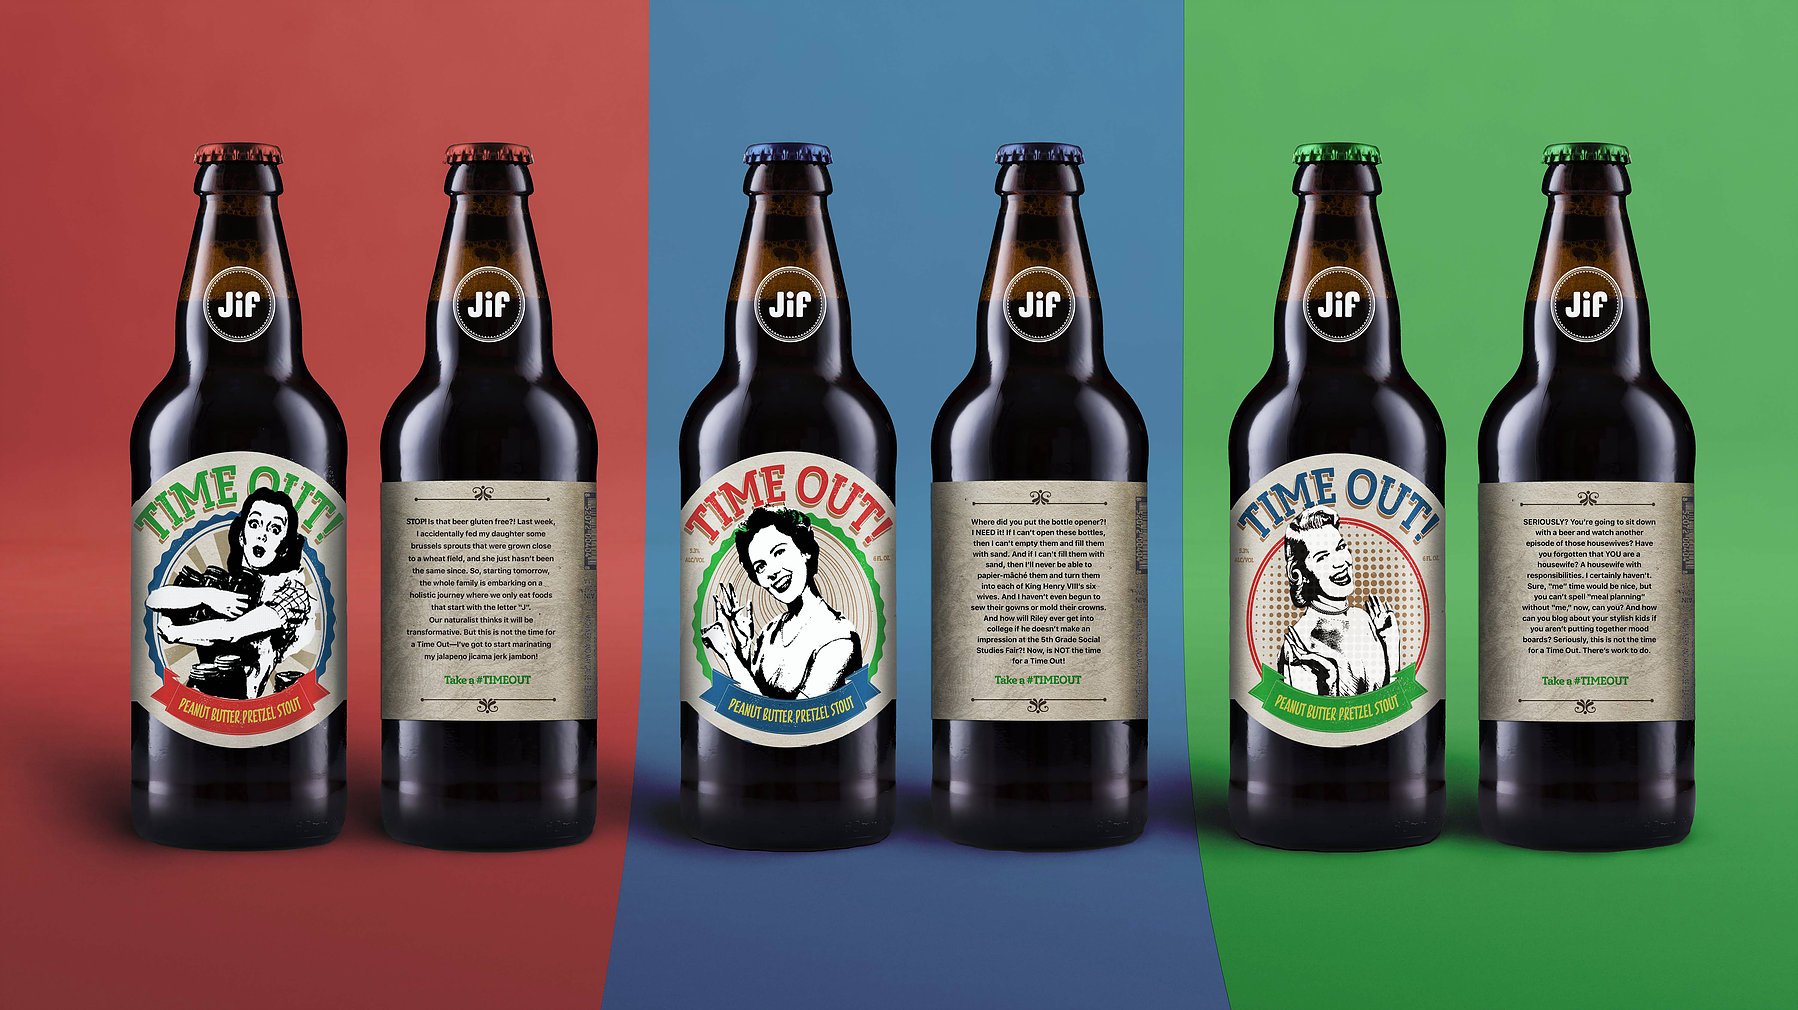 Jif
TIME OUT!
PEANUT BUTTER PRETZEL STOUT
Jif
STOP! Is that beer gluten free?! Last week,
I accidentally fed my daughter some
brussels sprouts that were grown close
to a wheat field, and she just hasn't been
the same since. So, starting tomorrow,
the whole family is embarking on a
holistic journey where we only eat foods
that start with the letter "J".
Our naturalist thinks it will be
transformative. But this is not the time for
a Time Out—I've got to start marinating
my jalapeno jicama jerk jambon!
Take a #TIMEOUT
Jif
TIME OUT!
5.3%
ALC/VOL
6 FL OZ.
PEANUT BUTTER PRETZEL STOUT
Jif
Where did you put the bottle opener?!
I NEED it! If I can't open these bottles,
then I can't empty them and fill them
with sand. And if I can't fill them with
sand, then I'll never be able to
papier-mâché them and turn them
into each of King Henry VIII's six
wives. And I haven't even begun to
sew their gowns or mold their crowns.
And how will Riley ever get into
college if he doesn't make an
impression at the 5th Grade Social
Studies Fair?! Now, is NOT the time
for a Time Out!
Take a #TIMEOUT
Jif
TIME OUT!
5.3%
ALC/VOL
6 FL OZ.
PEANUT BUTTER PRETZEL STOUT
Jif
SERIOUSLY? You're going to sit down
with a beer and watch another
episode of those housewives? Have
you forgotten that YOU are a
housewife? A housewife with
responsibilities. I certainly haven't.
Sure, "me" time would be nice, but
you can't spell "meal planning"
without "me," now, can you? And how
can you blog about your stylish kids if
you aren't putting together mood
boards? Seriously, this is not the time
for a Time Out. There's work to do.
Take a #TIMEOUT